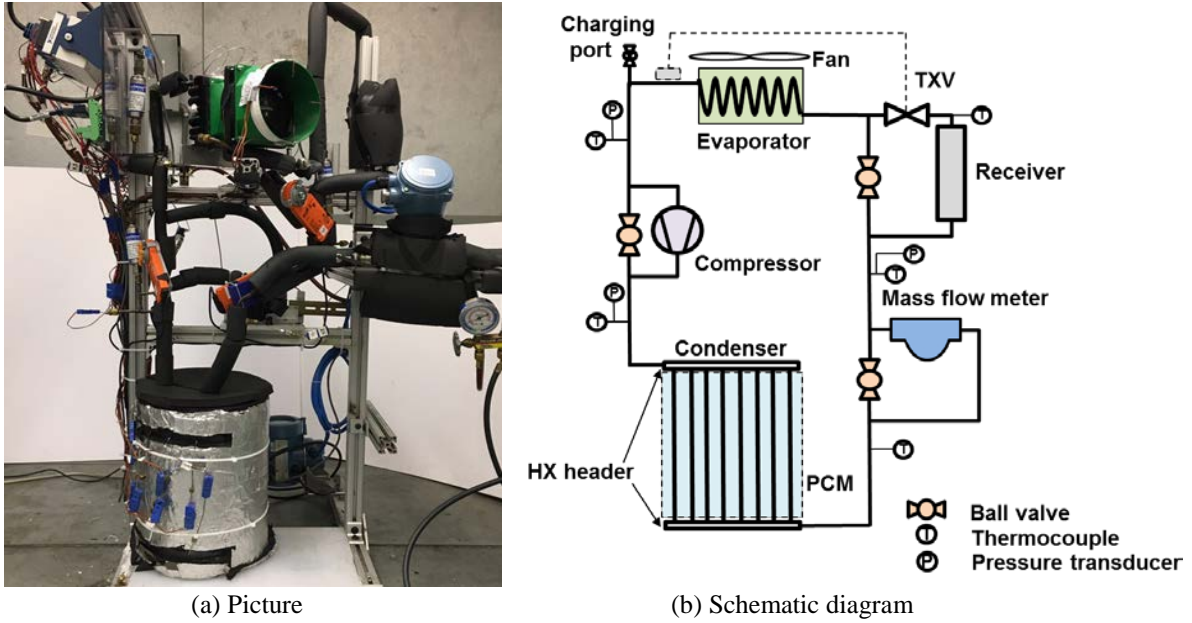 Charging
port
Fan
TXV
P
T
Evaporator
T
Receiver
Compressor
P
T
P
T
Mass flow meter
Condenser
HX header
PCM
T
Ball valve
T Thermocouple
P Pressure transducer
(a) Picture
(b) Schematic diagram